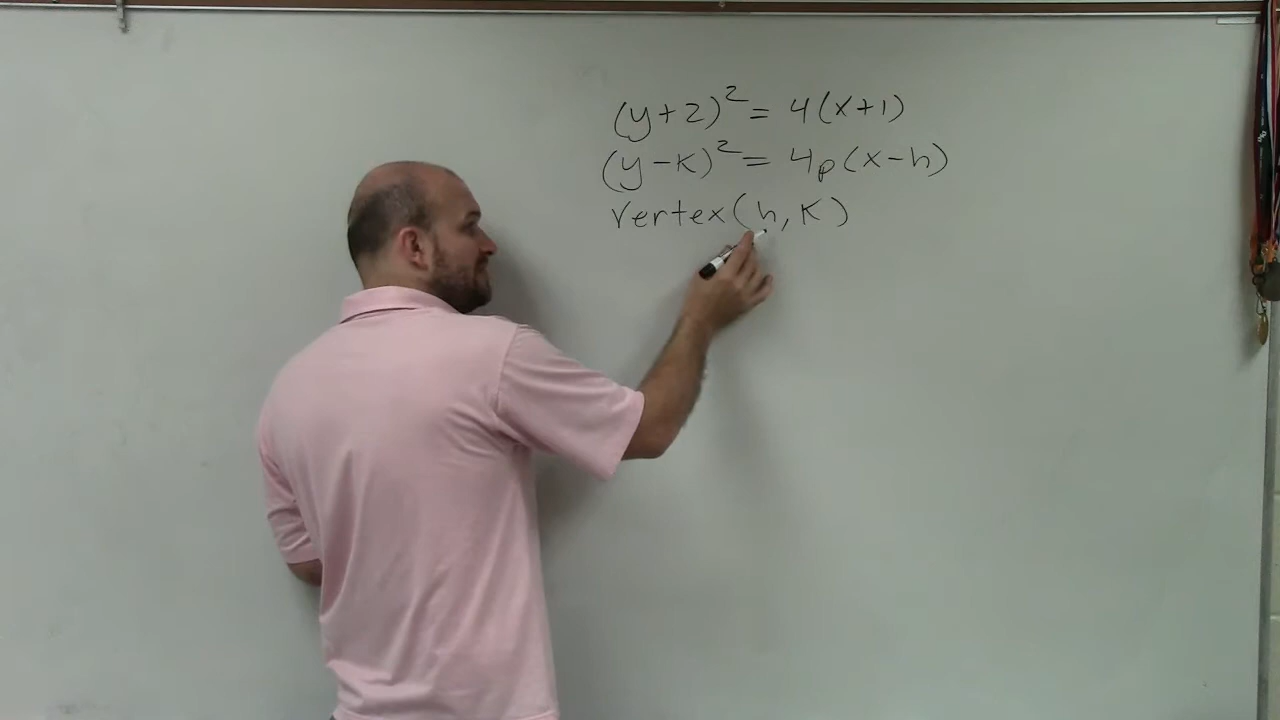 (y+2)² = 4(x+1)
(y-k)² = 4p(x-h)
vertex(h,k)